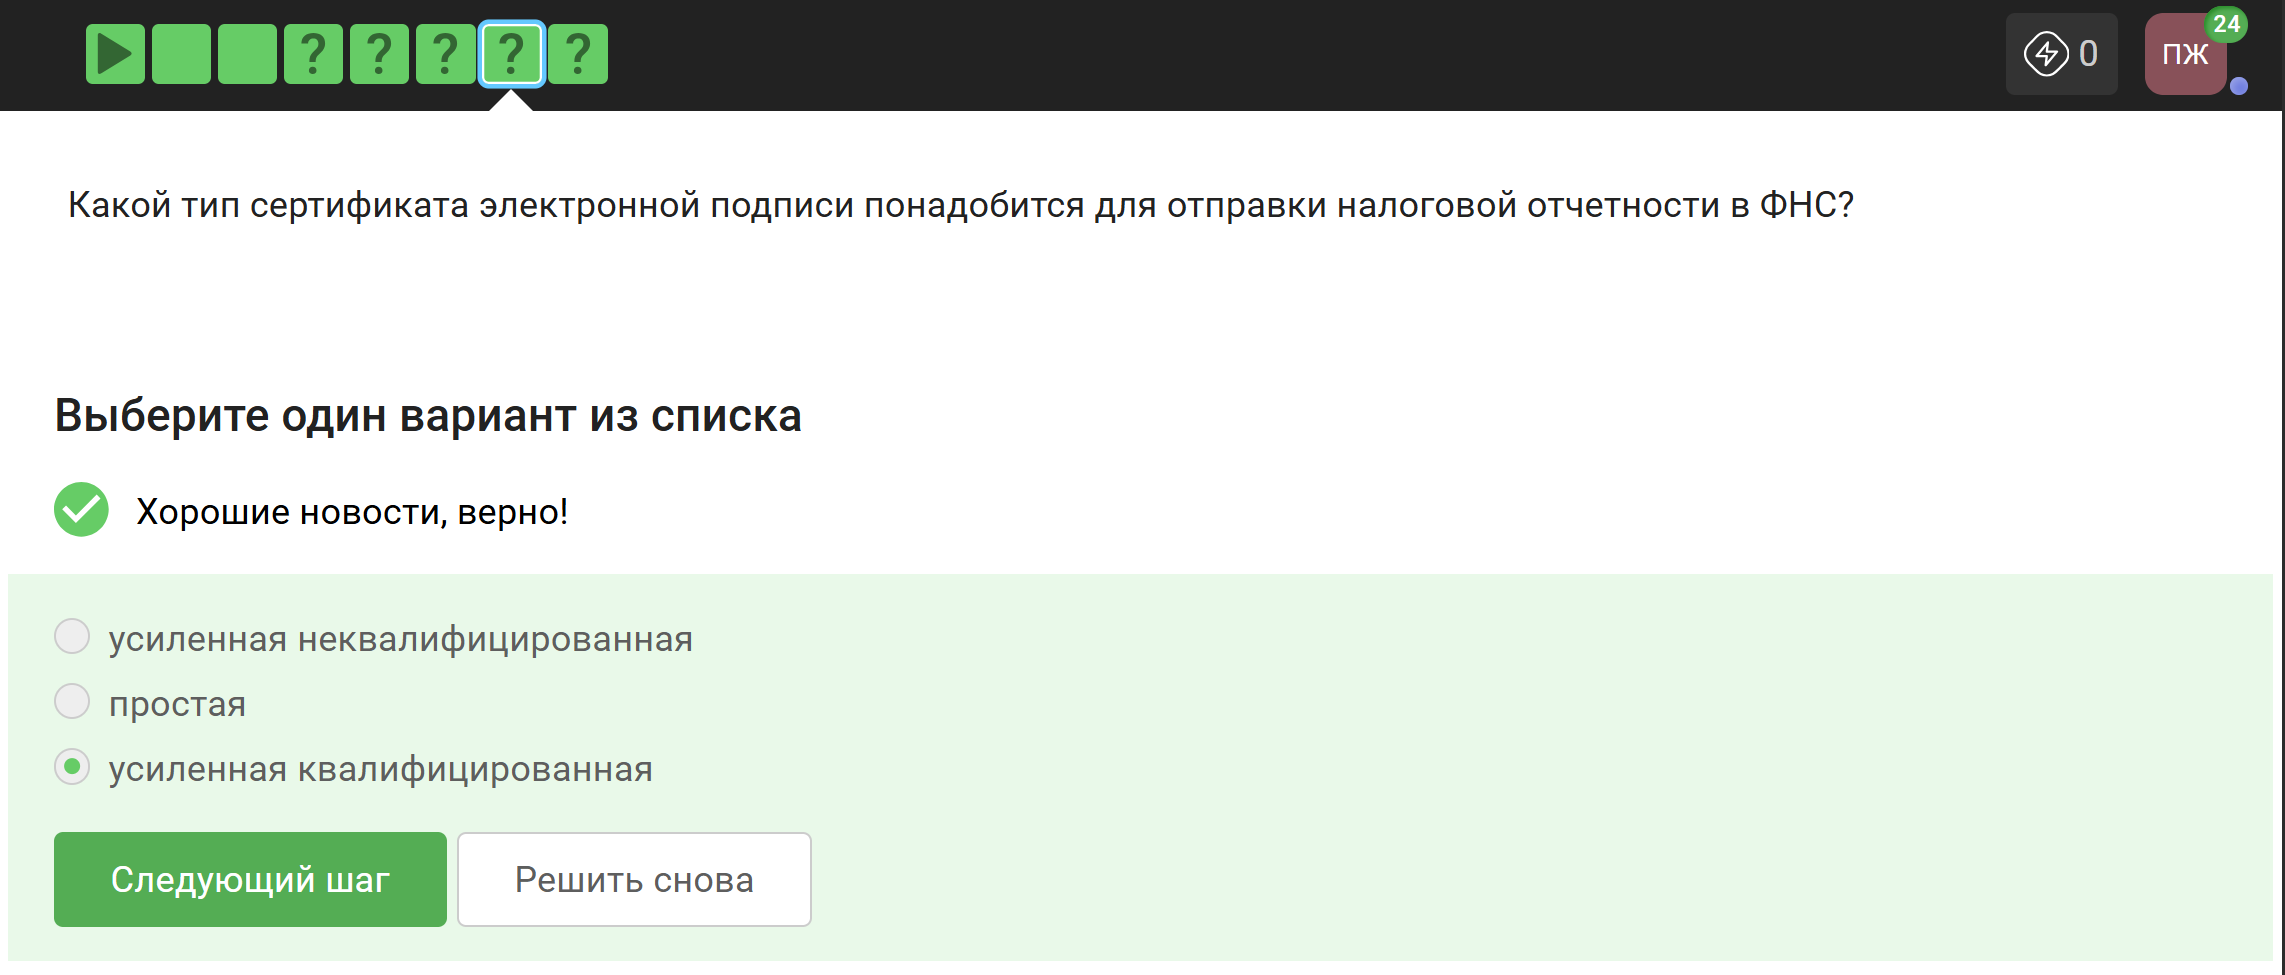 ? ? ? ? ?
0
ПЖ
24
Какой тип сертификата электронной подписи понадобится для отправки налоговой отчетности в ФНС?
Выберите один вариант из списка
Хорошие новости, верно!
усиленная неквалифицированная
простая
усиленная квалифицированная
Следующий шаг
Решить снова